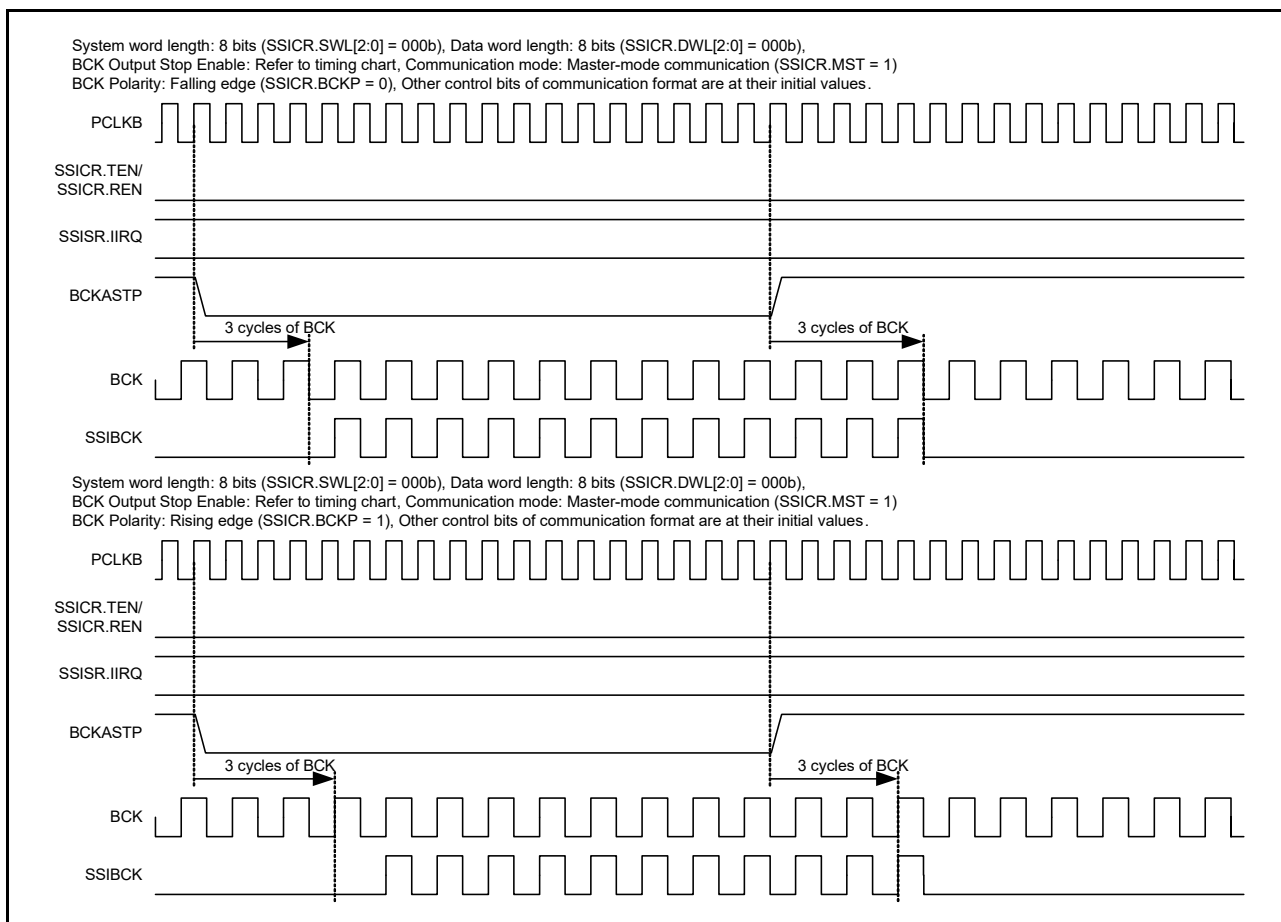 System word length: 8 bits (SSICR.SWL[2:0] = 000b), Data word length: 8 bits (SSICR.DWL[2:0] = 000b),
BCK Output Stop Enable: Refer to timing chart, Communication mode: Master-mode communication (SSICR.MST = 1)
BCK Polarity: Falling edge (SSICR.BCKP = 0), Other control bits of communication format are at their initial values.
PCLKB
SSICR.TEN/
SSICR.REN
SSISR.IIRQ
BCKASTP
3 cycles of BCK
3 cycles of BCK
BCK
SSIBCK
System word length: 8 bits (SSICR.SWL[2:0] = 000b), Data word length: 8 bits (SSICR.DWL[2:0] = 000b),
BCK Output Stop Enable: Refer to timing chart, Communication mode: Master-mode communication (SSICR.MST = 1)
BCK Polarity: Rising edge (SSICR.BCKP = 1), Other control bits of communication format are at their initial values.
PCLKB
SSICR.TEN/
SSICR.REN
SSISR.IIRQ
BCKASTP
3 cycles of BCK
3 cycles of BCK
BCK
SSIBCK